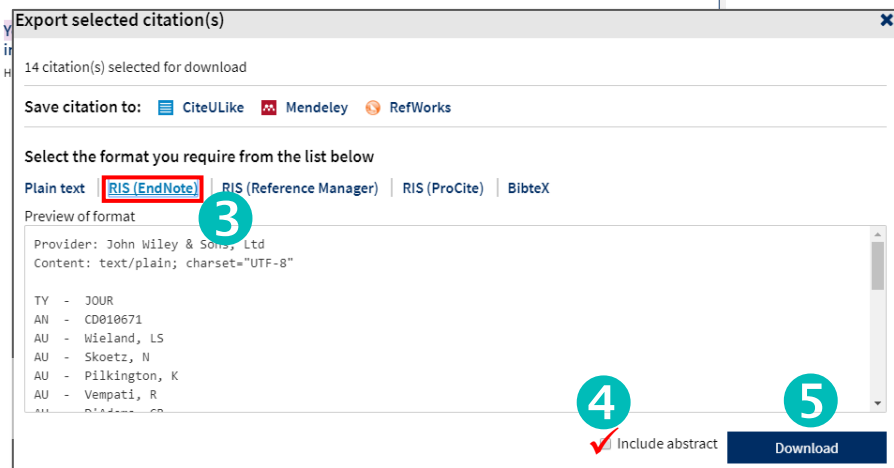 Export selected citation(s)
14 citation(s) selected for download
Save citation to: CiteULike Mendeley RefWorks
Select the format you require from the list below
Plain text RIS (EndNote) RIS (Reference Manager) RIS (ProCite) BibteX
3
Preview of format
Provider: John Wiley & Sons, Ltd
Content: text/plain; charset="UTF-8"
TY - JOUR
AN - CD010671
AU - Wieland, LS
AU - Skoetz, N
AU - Pilkington, K
AU - Vempati, R
4 5
Include abstract Download